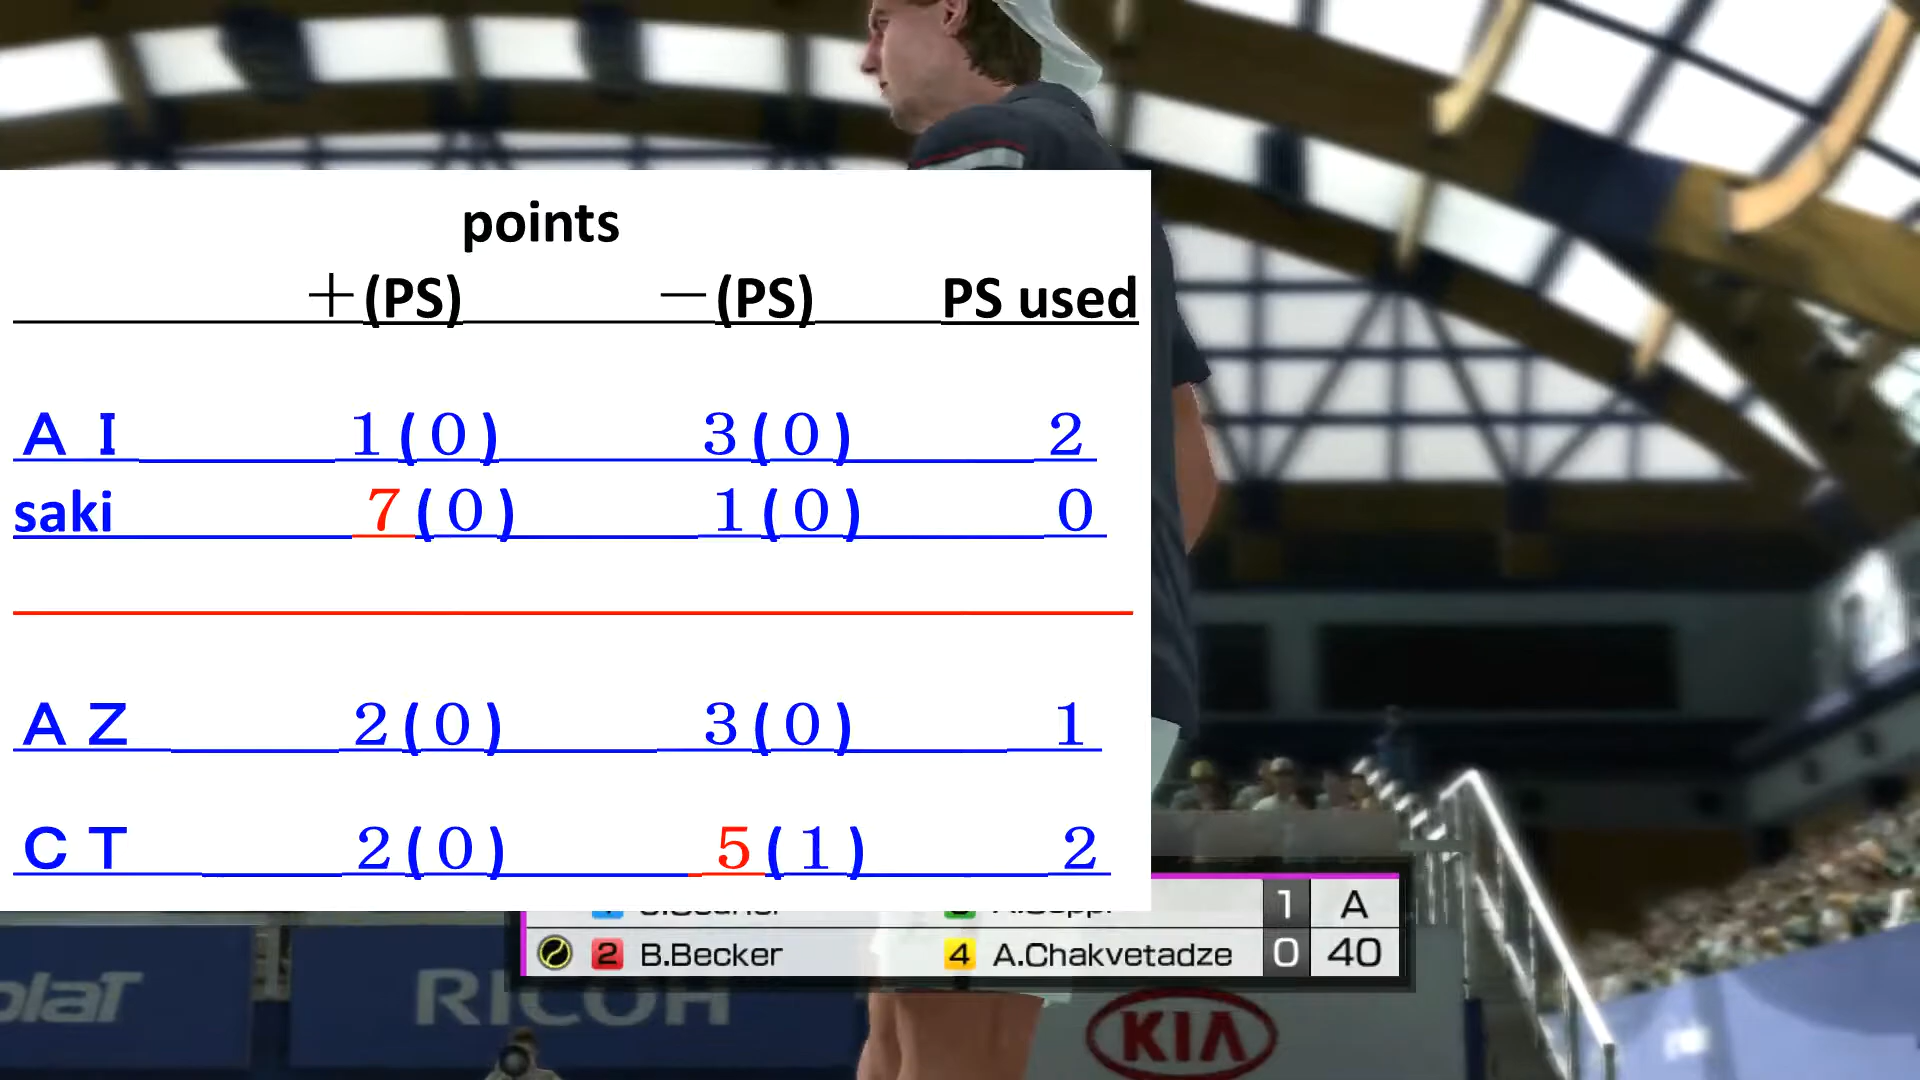 points
＋(PS) －(PS) PS used
A I 1(0) 3(0) 2
saki 7(0) 1(0) 0
A Z 2(0) 3(0) 1
C T 2(0) 5(1) 2
1 A
2 B.Becker 4 A.Chakvetadze 0 40
RICOH
KIA